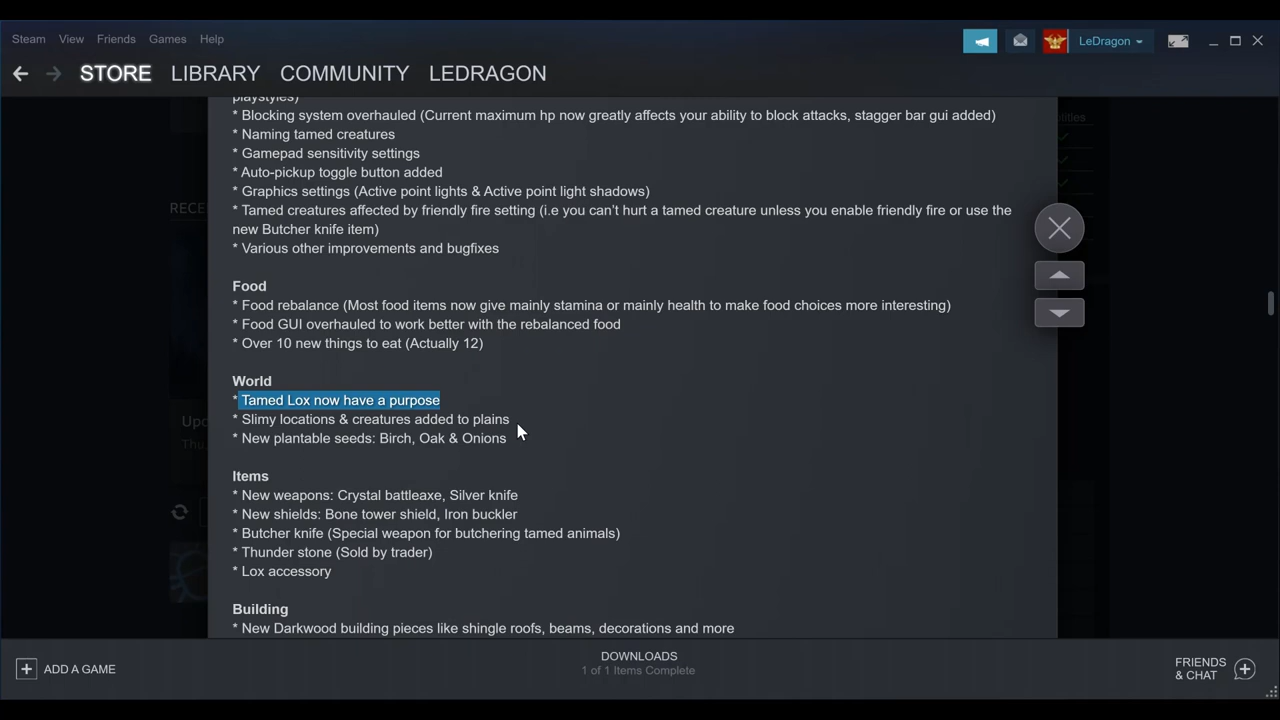 Steam View Friends Games Help
LeDragon
STORE LIBRARY COMMUNITY LEDRAGON
playstyles)
* Blocking system overhauled (Current maximum hp now greatly affects your ability to block attacks, stagger bar gui added)
* Naming tamed creatures
* Gamepad sensitivity settings
* Auto-pickup toggle button added
* Graphics settings (Active point lights & Active point light shadows)
* Tamed creatures affected by friendly fire setting (i.e you can't hurt a tamed creature unless you enable friendly fire or use the
new Butcher knife item)
* Various other improvements and bugfixes
Food
* Food rebalance (Most food items now give mainly stamina or mainly health to make food choices more interesting)
* Food GUI overhauled to work better with the rebalanced food
* Over 10 new things to eat (Actually 12)
World
* Tamed Lox now have a purpose
* Slimy locations & creatures added to plains
* New plantable seeds: Birch, Oak & Onions
Items
* New weapons: Crystal battleaxe, Silver knife
* New shields: Bone tower shield, Iron buckler
* Butcher knife (Special weapon for butchering tamed animals)
* Thunder stone (Sold by trader)
* Lox accessory
Building
* New Darkwood building pieces like shingle roofs, beams, decorations and more
RECE
Upo
Thu
ADD A GAME
DOWNLOADS
1 of 1 Items Complete
FRIENDS
& CHAT